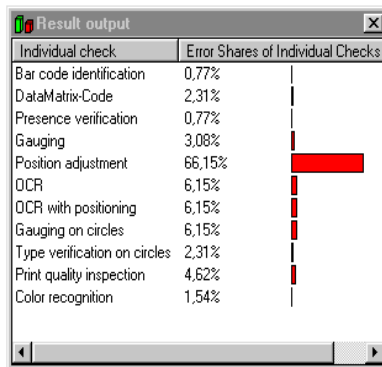 Result output
Individual check Error Shares of Individual Checks
Bar code identification 0,77%
DataMatrix-Code 2,31%
Presence verification 0,77%
Gauging 3,08%
Position adjustment 66,15%
OCR 6,15%
OCR with positioning 6,15%
Gauging on circles 6,15%
Type verification on circles 2,31%
Print quality inspection 4,62%
Color recognition 1,54%